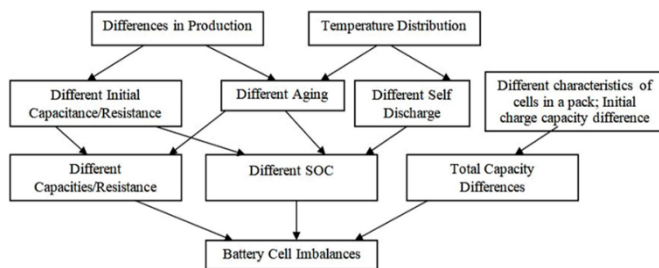 Differences in Production
Temperature Distribution
Different Initial
Capacitance/Resistance
Different Aging
Different Self
Discharge
Different characteristics of
cells in a pack; Initial
charge capacity difference
Different
Capacities/Resistance
Different SOC
Total Capacity
Differences
Battery Cell Imbalances